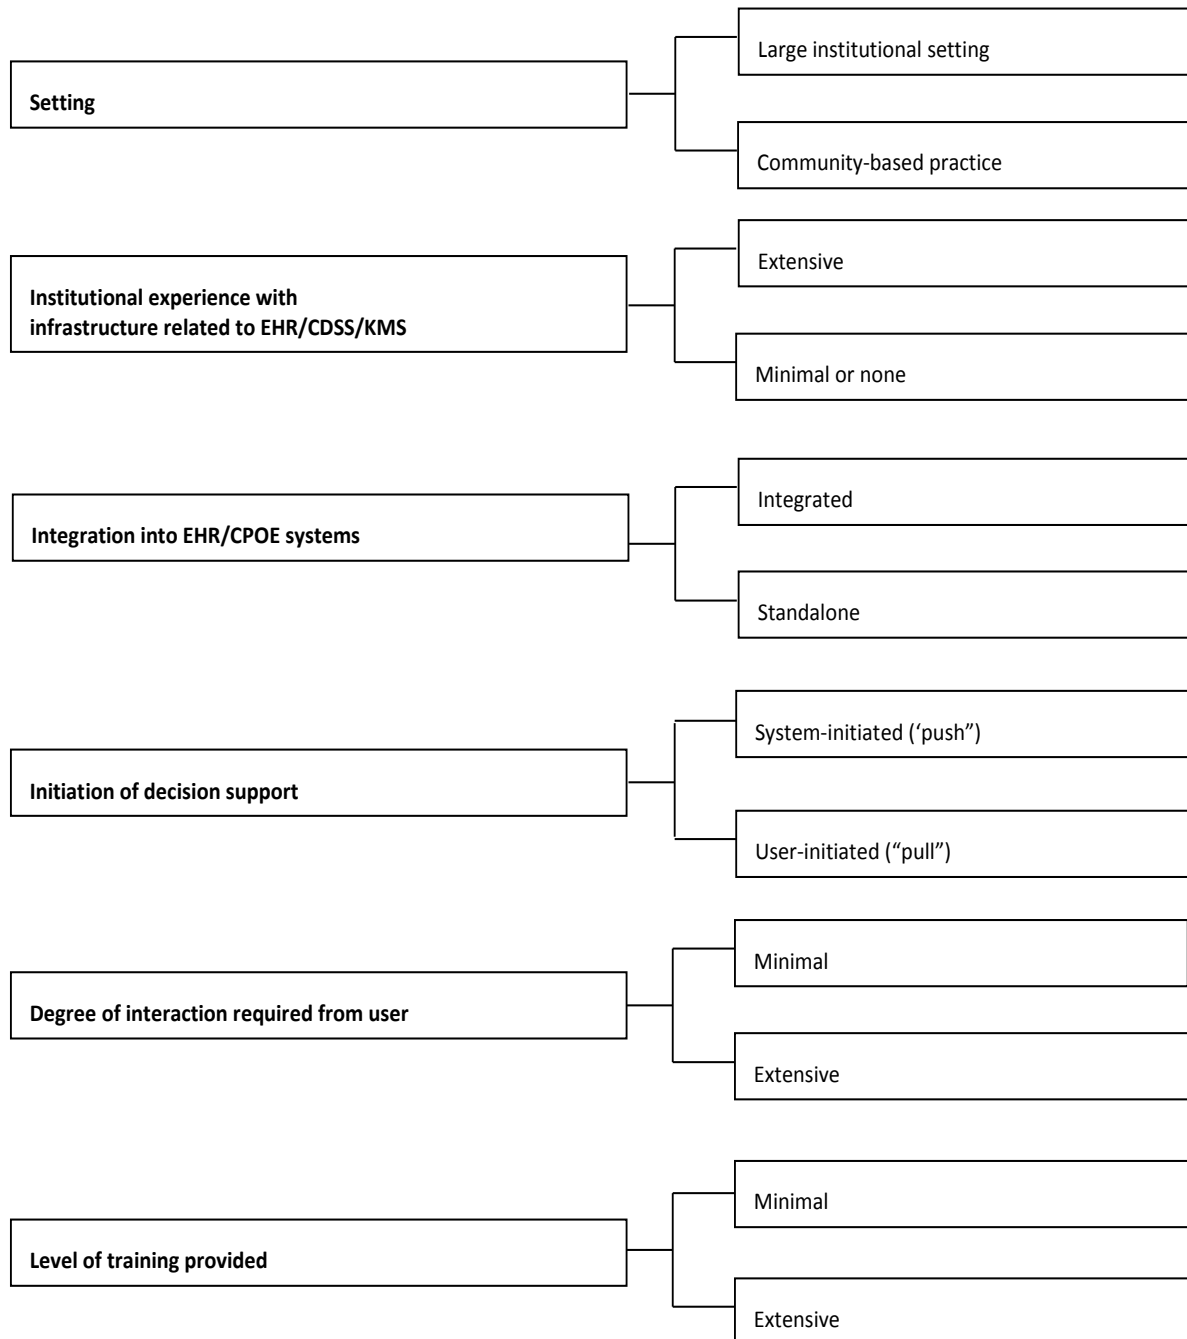 Large institutional setting
Setting
Community-based practice
Extensive
Institutional experience with
infrastructure related to EHR/CDSS/KMS
Minimal or none
Integrated
Integration into EHR/CPOE systems
Standalone
System-initiated (‘push”)
Initiation of decision support
User-initiated (“pull”)
Minimal
Degree of interaction required from user
Extensive
Minimal
Level of training provided
Extensive